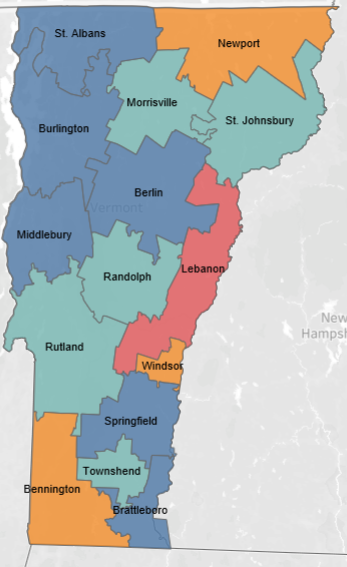 St. Albans
Newport
Morrisville
St. Johnsbury
Burlington
Berlin
Vermont
Middlebury
Lebanon
Randolph
New
Hampsh
Rutland
Windsor
Springfield
Townshend
Bennington
Brattleboro